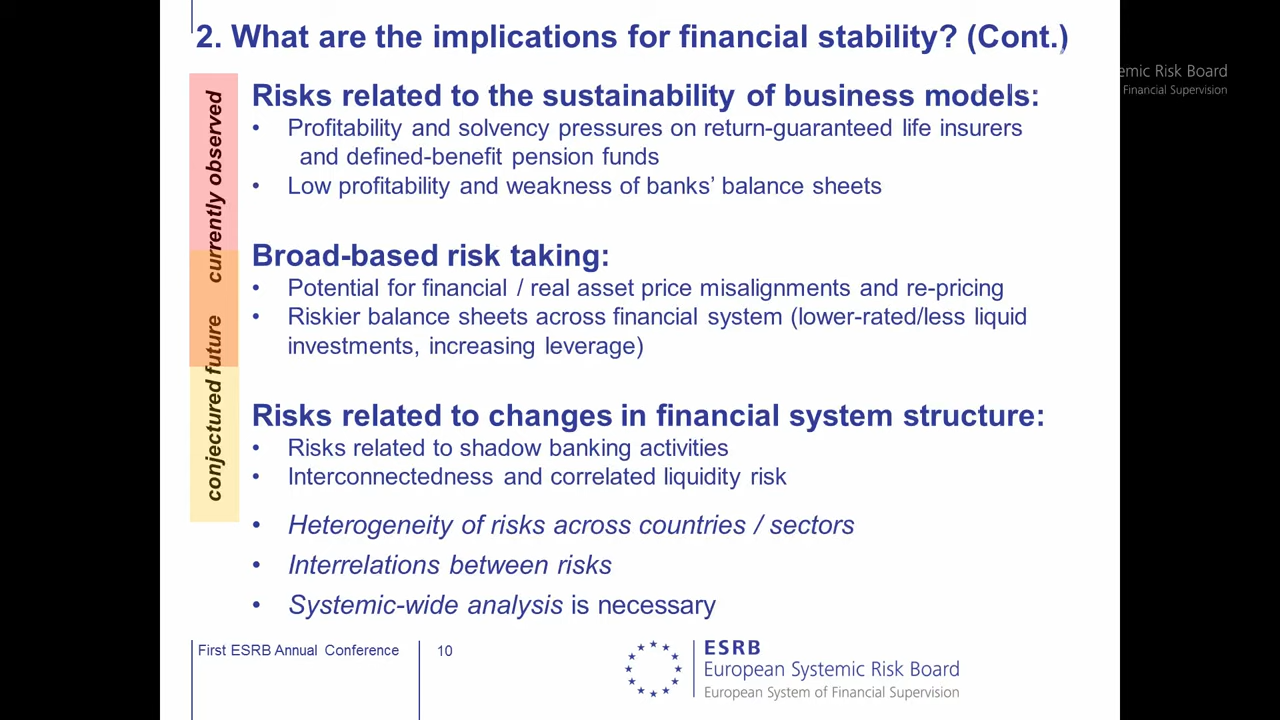 2. What are the implications for financial stability? (Cont.)
emic Risk Board
Financial Supervision
currently observed
conjectured future
Risks related to the sustainability of business models:
• Profitability and solvency pressures on return-guaranteed life insurers
and defined-benefit pension funds
• Low profitability and weakness of banks’ balance sheets
Broad-based risk taking:
• Potential for financial / real asset price misalignments and re-pricing
• Riskier balance sheets across financial system (lower-rated/less liquid
investments, increasing leverage)
Risks related to changes in financial system structure:
• Risks related to shadow banking activities
• Interconnectedness and correlated liquidity risk
• Heterogeneity of risks across countries / sectors
• Interrelations between risks
• Systemic-wide analysis is necessary
First ESRB Annual Conference
10
ESRB
European Systemic Risk Board
European System of Financial Supervision